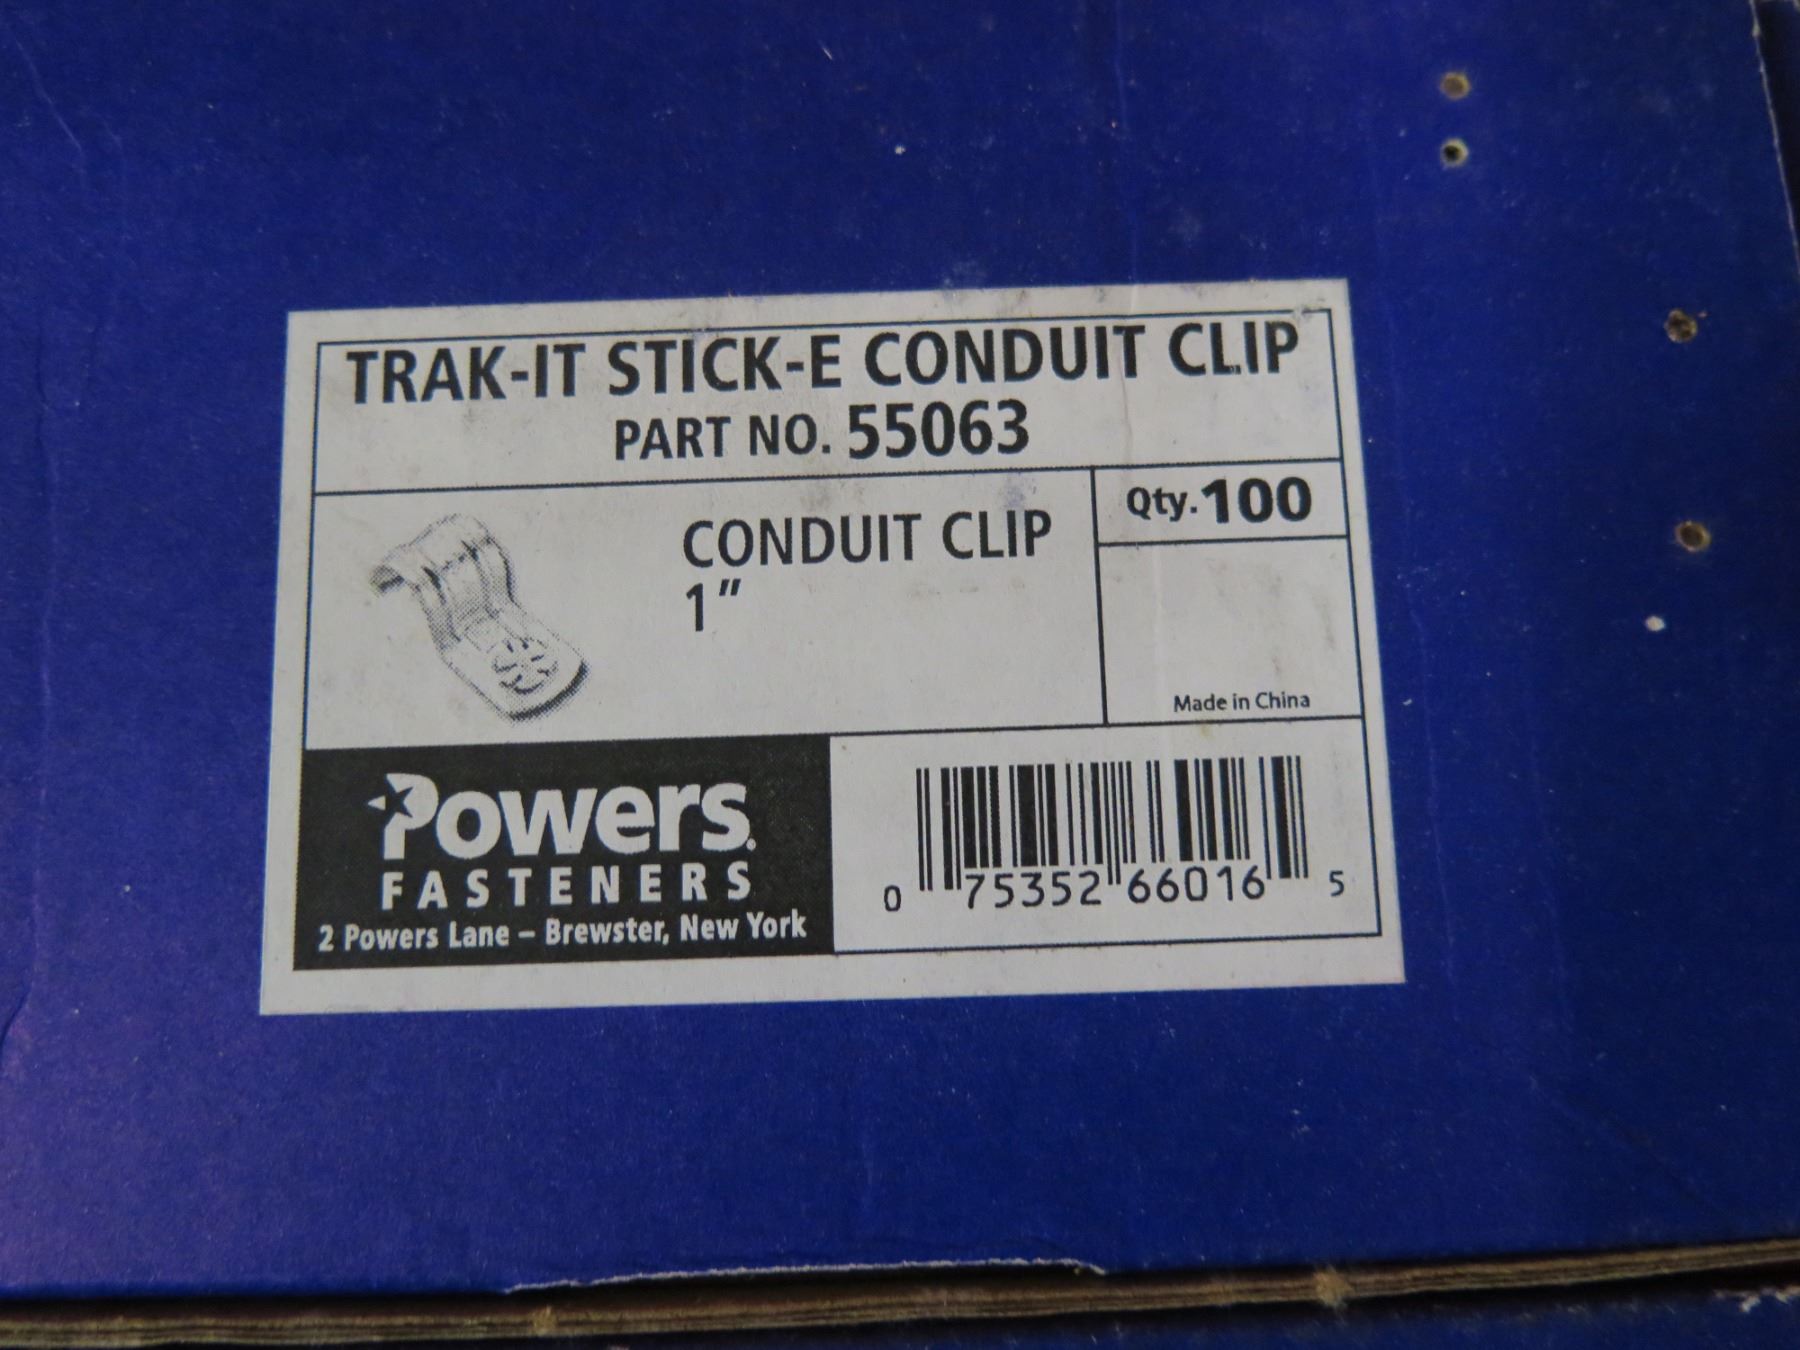 TRAK-IT STICK-E CONDUIT CLIP
PART NO. 55063
CONDUIT CLIP
1"
Qty. 100
Made in China
Powers
FASTENERS
2 Powers Lane – Brewster, New York
0 75352 66016 5